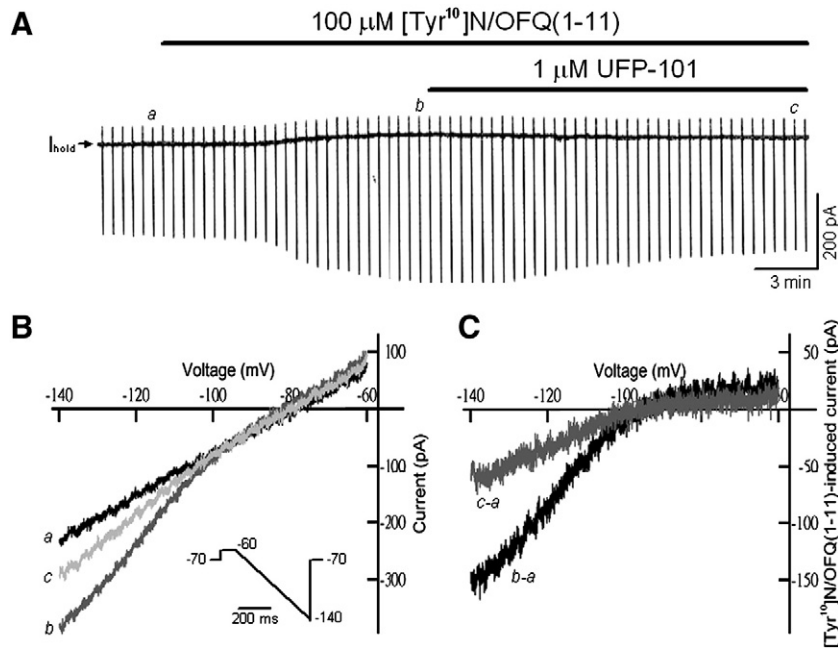 A
100 μM [Tyr¹⁰]N/OFQ(1-11)
1 μM UFP-101
a
b
c
Ihold
200 pA
3 min
B
Voltage (mV)
-140
-120
-100
-80
-60
100
-100
-200
-300
Current (pA)
a
c
b
-70
-60
-70
-140
200 ms
C
Voltage (mV)
-140
-120
-100
50
0
-50
-100
-150
c-a
b-a
[Tyr¹⁰]N/OFQ(1-11)-induced current (pA)